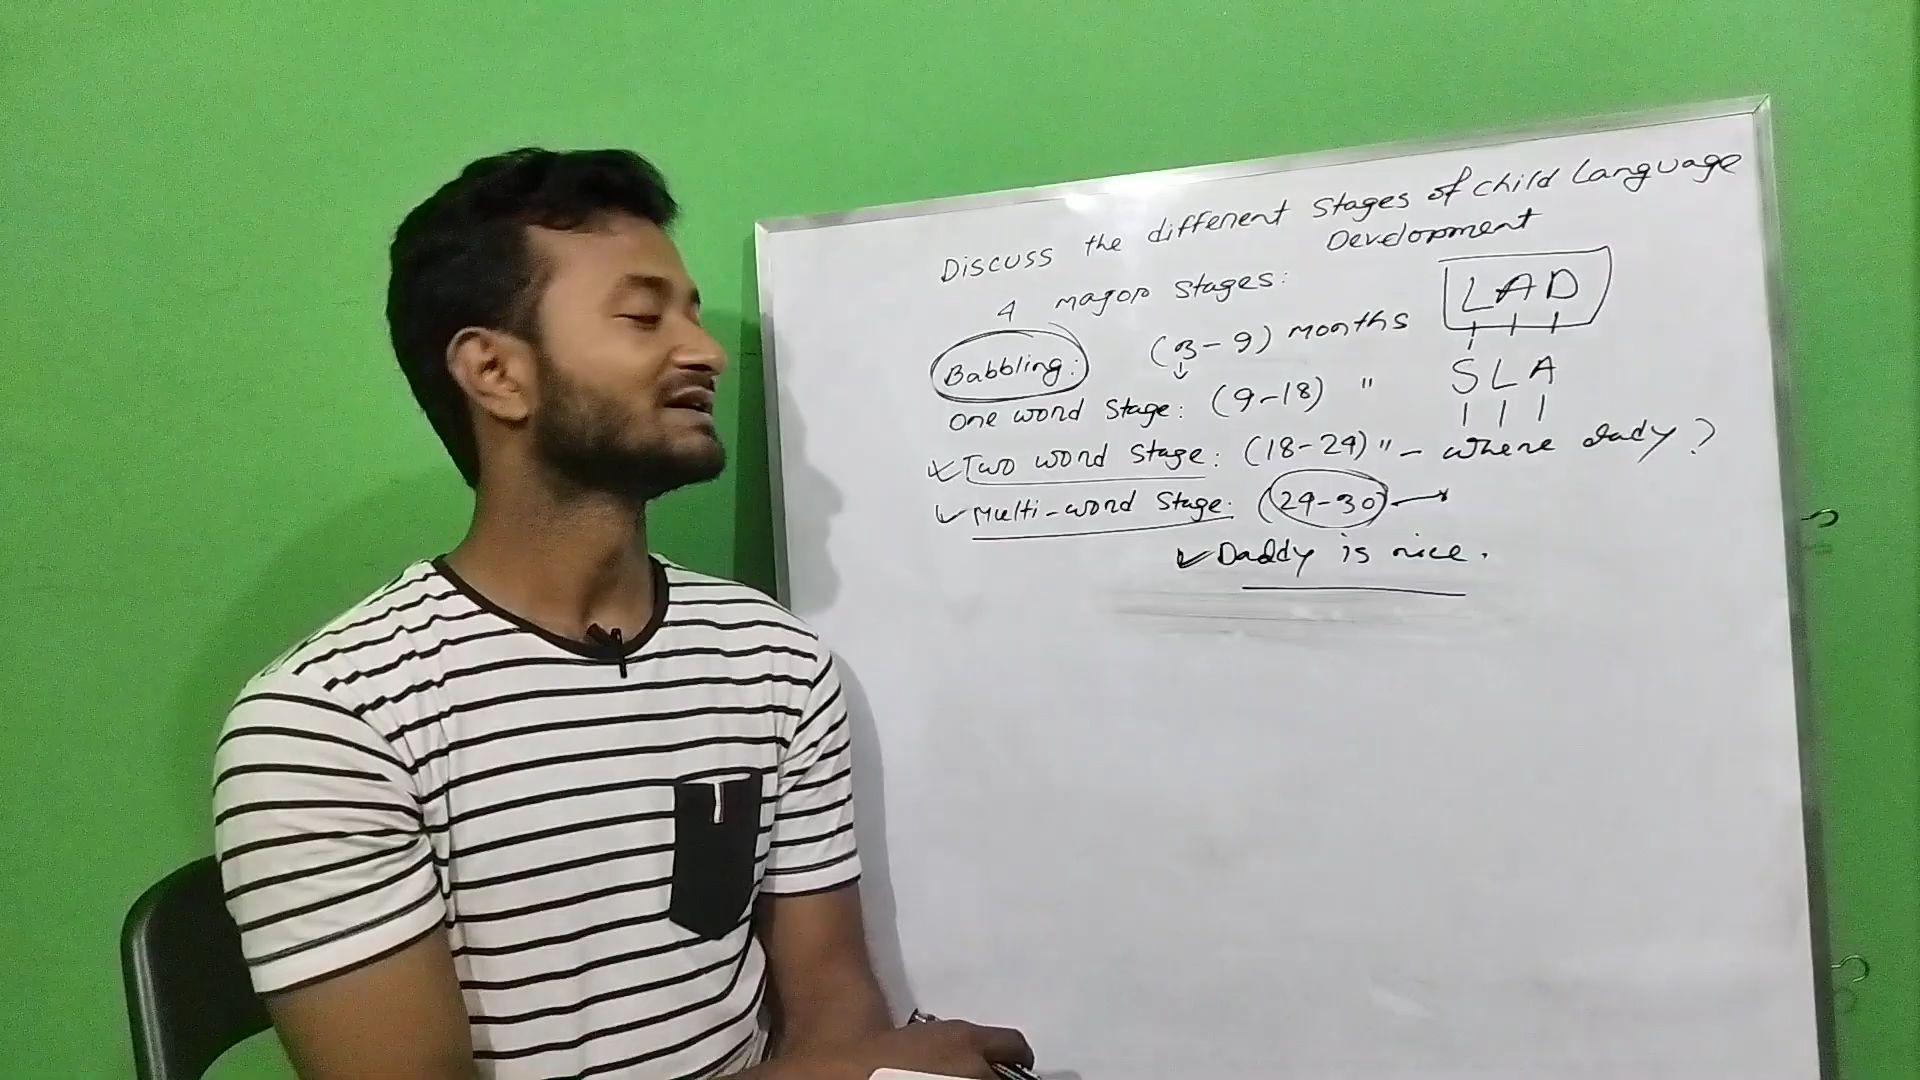 Discuss the different stages of child Language
Development
4 major stages:
LAD
Babbling: (3-9) months
SLA
one word stage: (9-18) "
Two word stage: (18-24) " - where dady?
Multi-word stage: (24-30)
Daddy is nice.